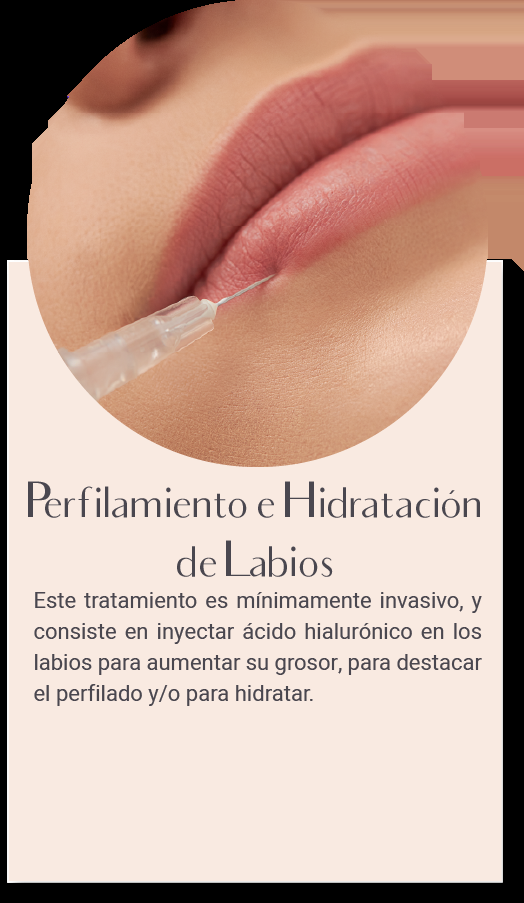 Perfilamiento e Hidratación
de Labios
Este tratamiento es mínimamente invasivo, y
consiste en inyectar ácido hialurónico en los
labios para aumentar su grosor, para destacar
el perfilado y/o para hidratar.